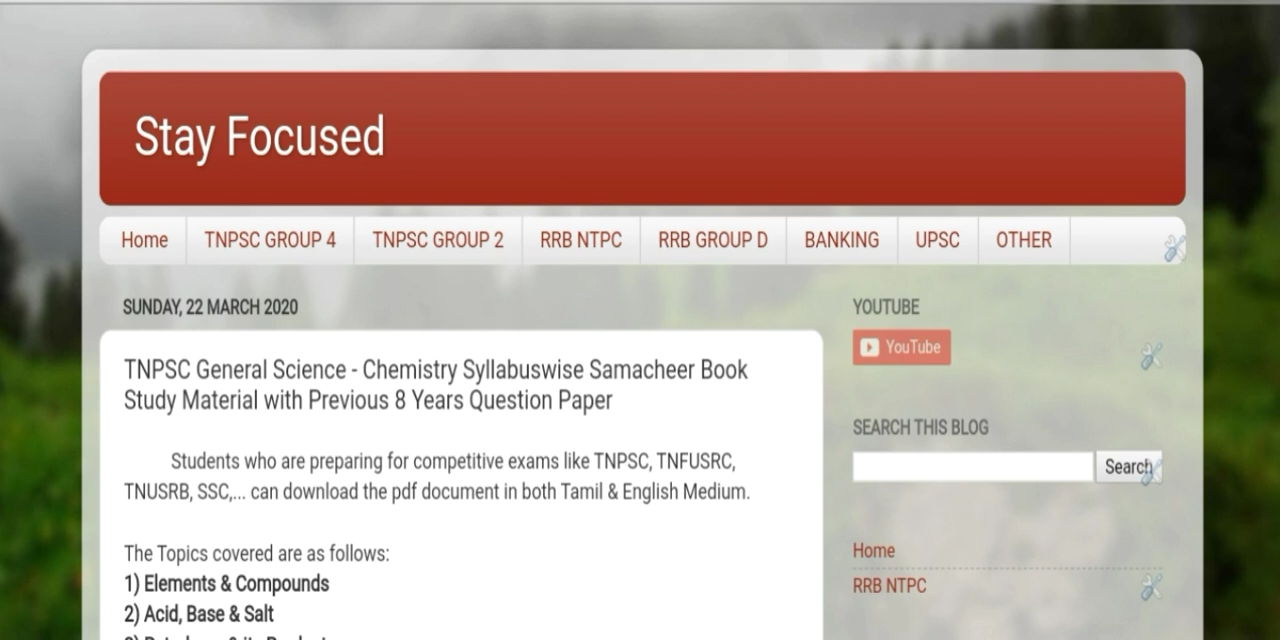 Stay Focused
Home TNPSC GROUP 4 TNPSC GROUP 2 RRB NTPC RRB GROUP D BANKING UPSC OTHER
SUNDAY, 22 MARCH 2020
TNPSC General Science - Chemistry Syllabuswise Samacheer Book
Study Material with Previous 8 Years Question Paper
Students who are preparing for competitive exams like TNPSC, TNFUSRC,
TNUSRB, SSC,... can download the pdf document in both Tamil & English Medium.
The Topics covered are as follows:
1) Elements & Compounds
2) Acid, Base & Salt
YOUTUBE
YouTube
SEARCH THIS BLOG
Search
Home
RRB NTPC